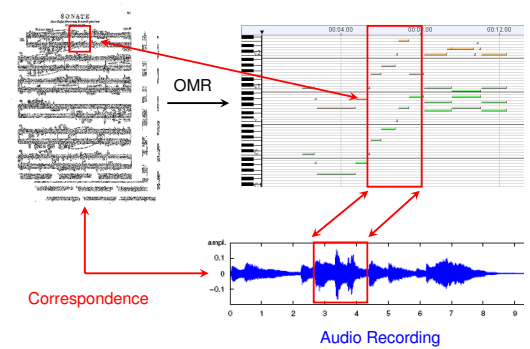 SONATE
OMR
00:04.00
00:08.00
00:12.00
ampl.
0.1
0
−0.1
0 1 2 3 4 5 6 7 8 9
Correspondence
Audio Recording